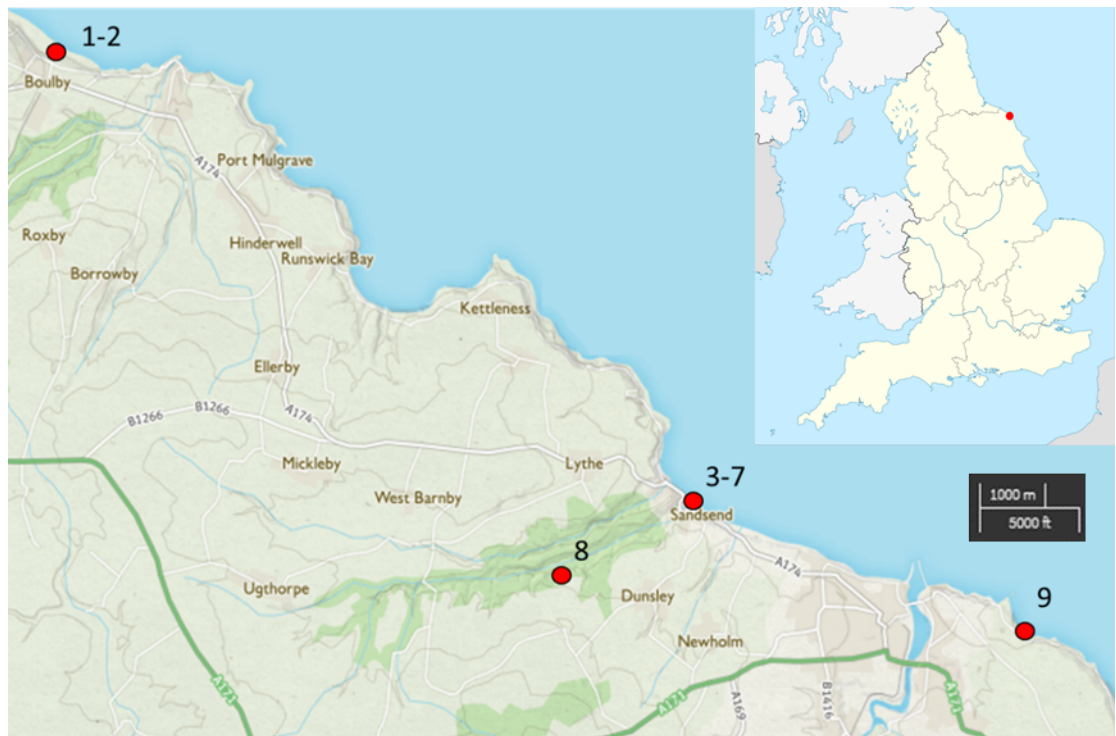 1-2
Boulby
A174
Port Mulgrave
Roxby
Borrowby
Hinderwell
Runswick Bay
Kettleness
Ellerby
B1266
B1266
A174
Mickleby
West Barnby
Lythe
3-7
Sandsend
1000 m
5000 ft
8
Ugthorpe
Dunsley
A174
9
Newholm
A171
A171
A169
B1416
A171